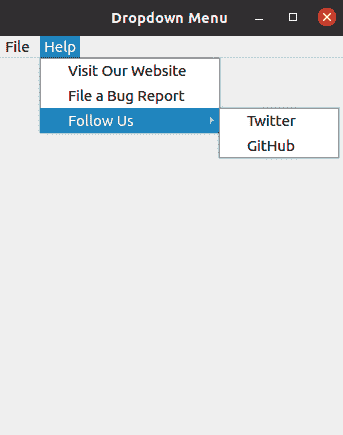 Dropdown Menu
File Help
Visit Our Website
File a Bug Report
Follow Us
Twitter
GitHub